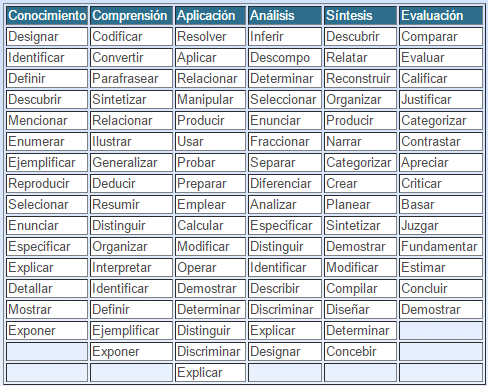 Conocimiento Comprensión Aplicación Análisis Síntesis Evaluación
Designar Codificar Resolver Inferir Descubrir Comparar
Identificar Convertir Aplicar Descompo Relatar Evaluar
Definir Parafrasear Relacionar Determinar Reconstruir Calificar
Descubrir Sintetizar Manipular Seleccionar Organizar Justificar
Mencionar Relacionar Producir Enunciar Producir Categorizar
Enumerar Ilustrar Usar Fraccionar Narrar Contrastar
Ejemplificar Generalizar Probar Separar Categorizar Apreciar
Reproducir Deducir Preparar Diferenciar Crear Criticar
Selecionar Resumir Emplear Analizar Planear Basar
Enunciar Distinguir Calcular Especificar Sintetizar Juzgar
Especificar Organizar Modificar Distinguir Demostrar Fundamentar
Explicar Interpretar Operar Identificar Modificar Estimar
Detallar Identificar Demostrar Describir Compilar Concluir
Mostrar Definir Determinar Discriminar Diseñar Demostrar
Exponer Ejemplificar Distinguir Explicar Determinar
Exponer Discriminar Designar Concebir
Explicar